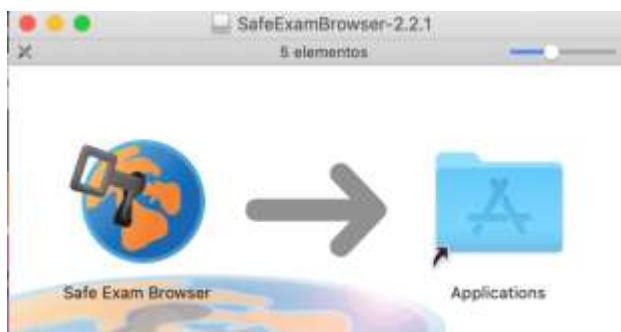 SafeExamBrowser-2.2.1
5 elementos
Safe Exam Browser
Applications